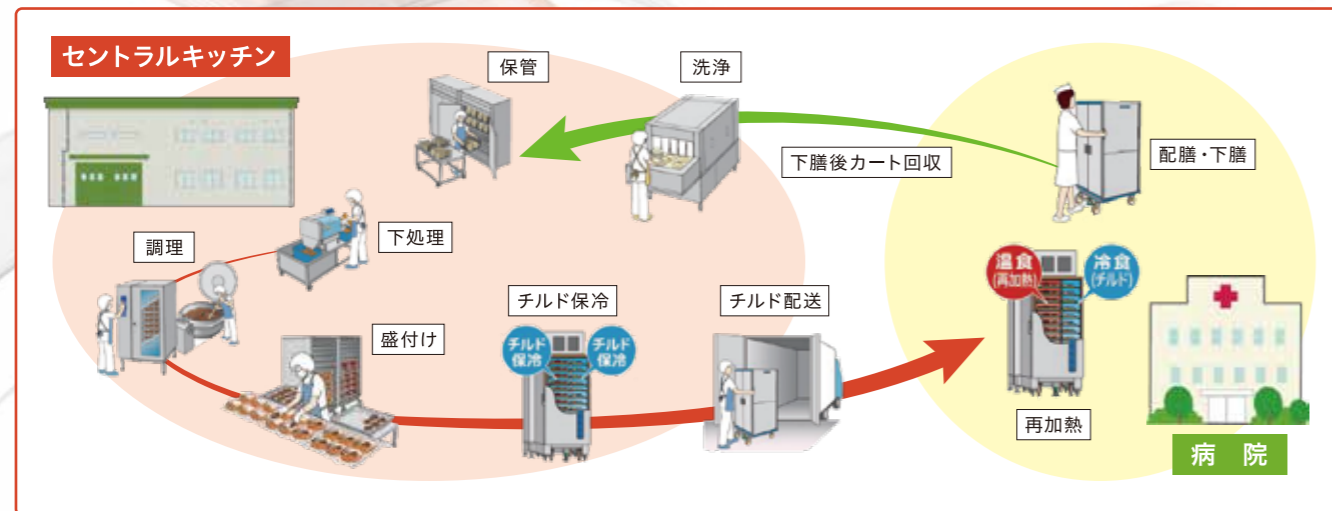 セントラルキッチン
保管
洗浄
下膳後カート回収
配膳・下膳
下処理
調理
盛付け
チルド保冷
チルド
保冷
チルド
保冷
チルド配送
温食
(再加熱)
冷食
(チルド)
再加熱
病 院